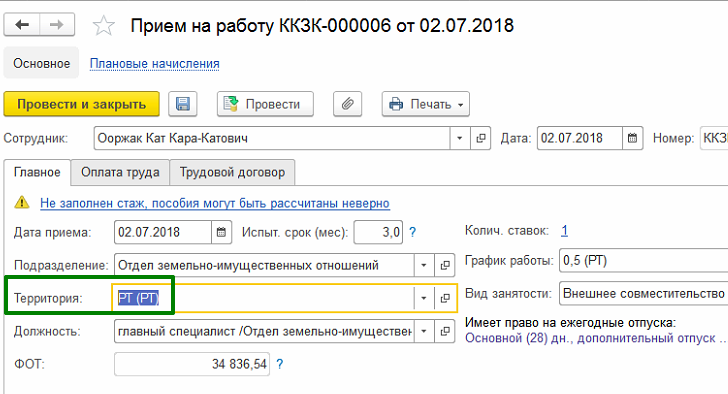 Прием на работу ККЗК-000006 от 02.07.2018
Основное Плановые начисления
Провести и закрыть Провести Печать
Сотрудник: Ооржак Кат Кара-Катович Дата: 02.07.2018 Номер: ККЗ
Главное Оплата труда Трудовой договор
Не заполнен стаж, пособия могут быть рассчитаны неверно
Дата приема: 02.07.2018 Испыт. срок (мес): 3,0 ? Колич. ставок: 1
Подразделение: Отдел земельно-имущественных отношений График работы: 0,5 (РТ)
Территория: РТ (РТ) Вид занятости: Внешнее совместительство
Должность: главный специалист /Отдел земельно-имуществен Имеет право на ежегодные отпуска:
Основной (28) дн., дополнительный отпуск ...
ФОТ: 34 836,54 ?